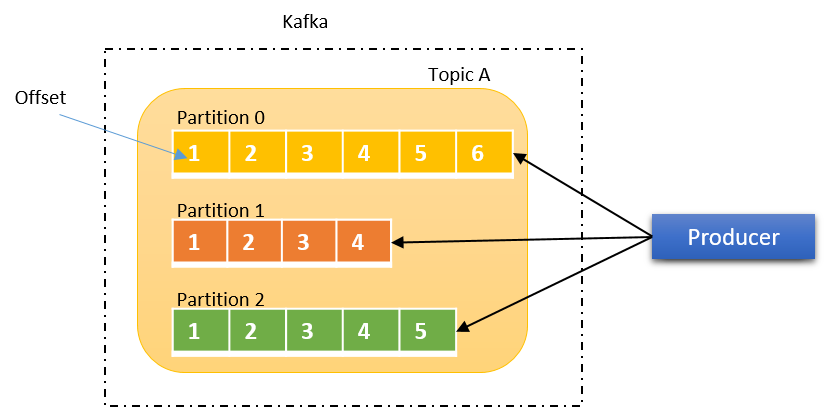 Kafka
Topic A
Offset
Partition 0
1 2 3 4 5 6
Partition 1
1 2 3 4
Producer
Partition 2
1 2 3 4 5